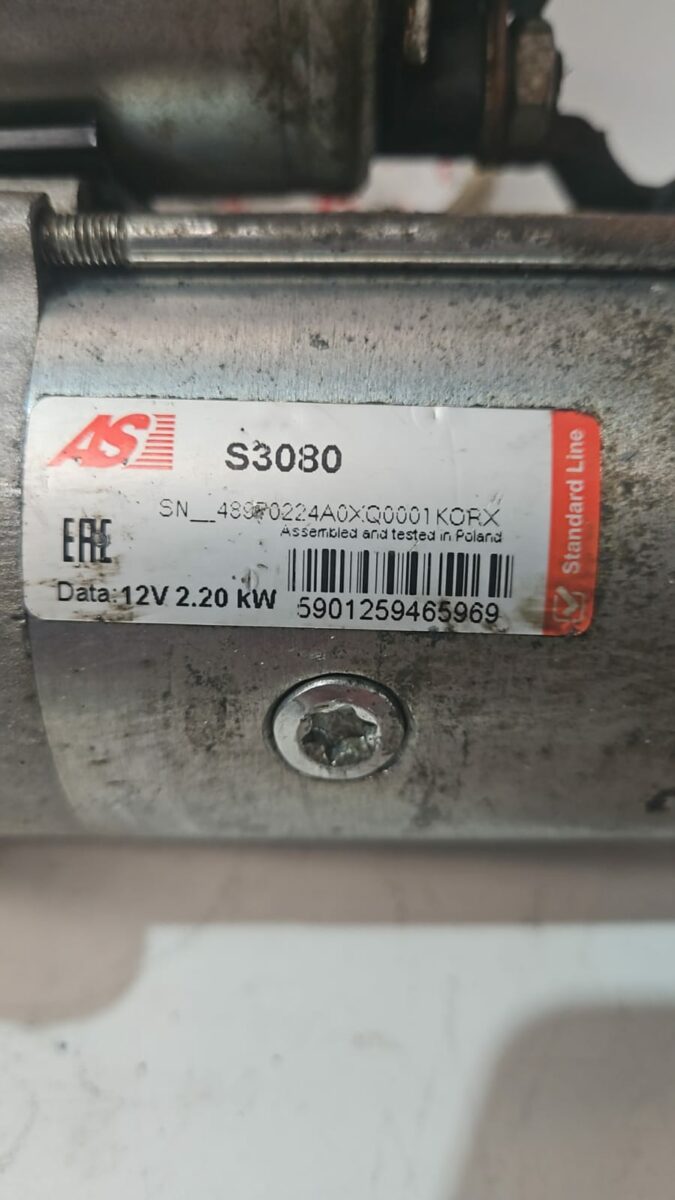 AS
S3080
SN__489F0224A0XQ0001KORX
Assembled and tested in Poland
EAC
Data: 12V 2.20 kW
5901259465969
Standard Line